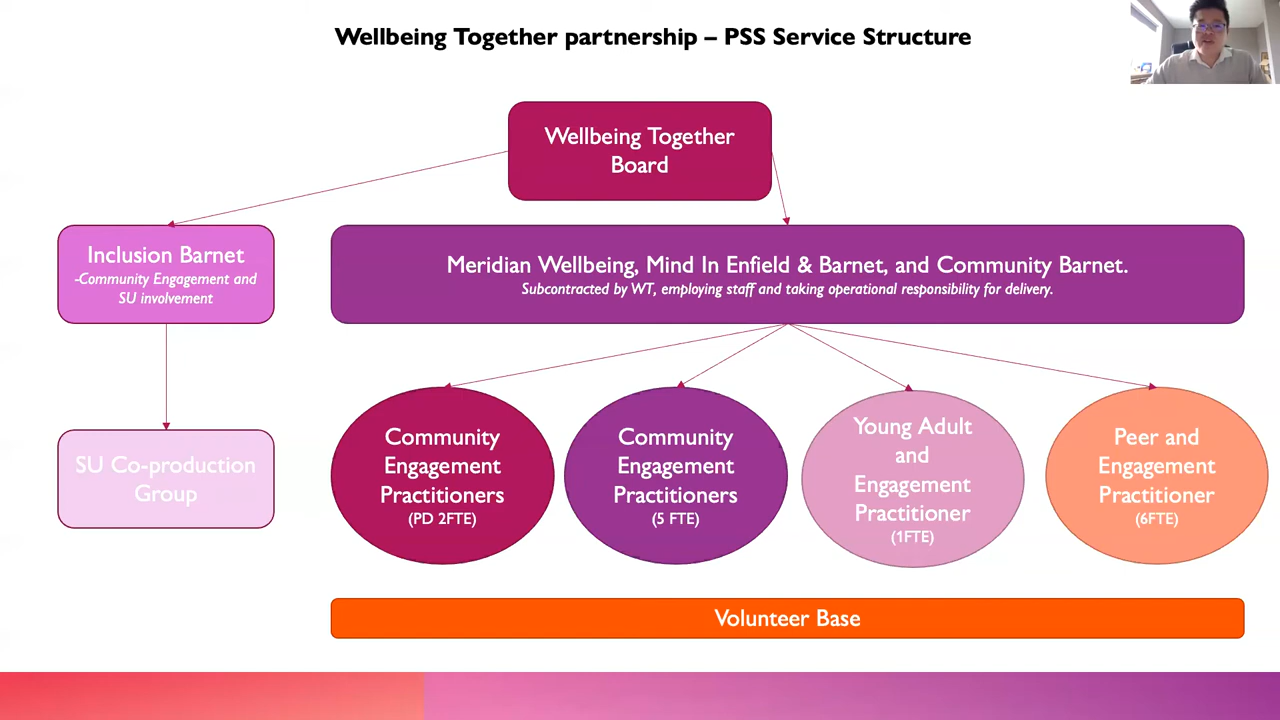 Wellbeing Together partnership – PSS Service Structure
Wellbeing Together
Board
Inclusion Barnet
-Community Engagement and
SU involvement
Meridian Wellbeing, Mind In Enfield & Barnet, and Community Barnet.
Subcontracted by WT, employing staff and taking operational responsibility for delivery.
SU Co-production
Group
Community
Engagement
Practitioners
(PD 2FTE)
Community
Engagement
Practitioners
(5 FTE)
Young Adult
and
Engagement
Practitioner
(1FTE)
Peer and
Engagement
Practitioner
(6FTE)
Volunteer Base